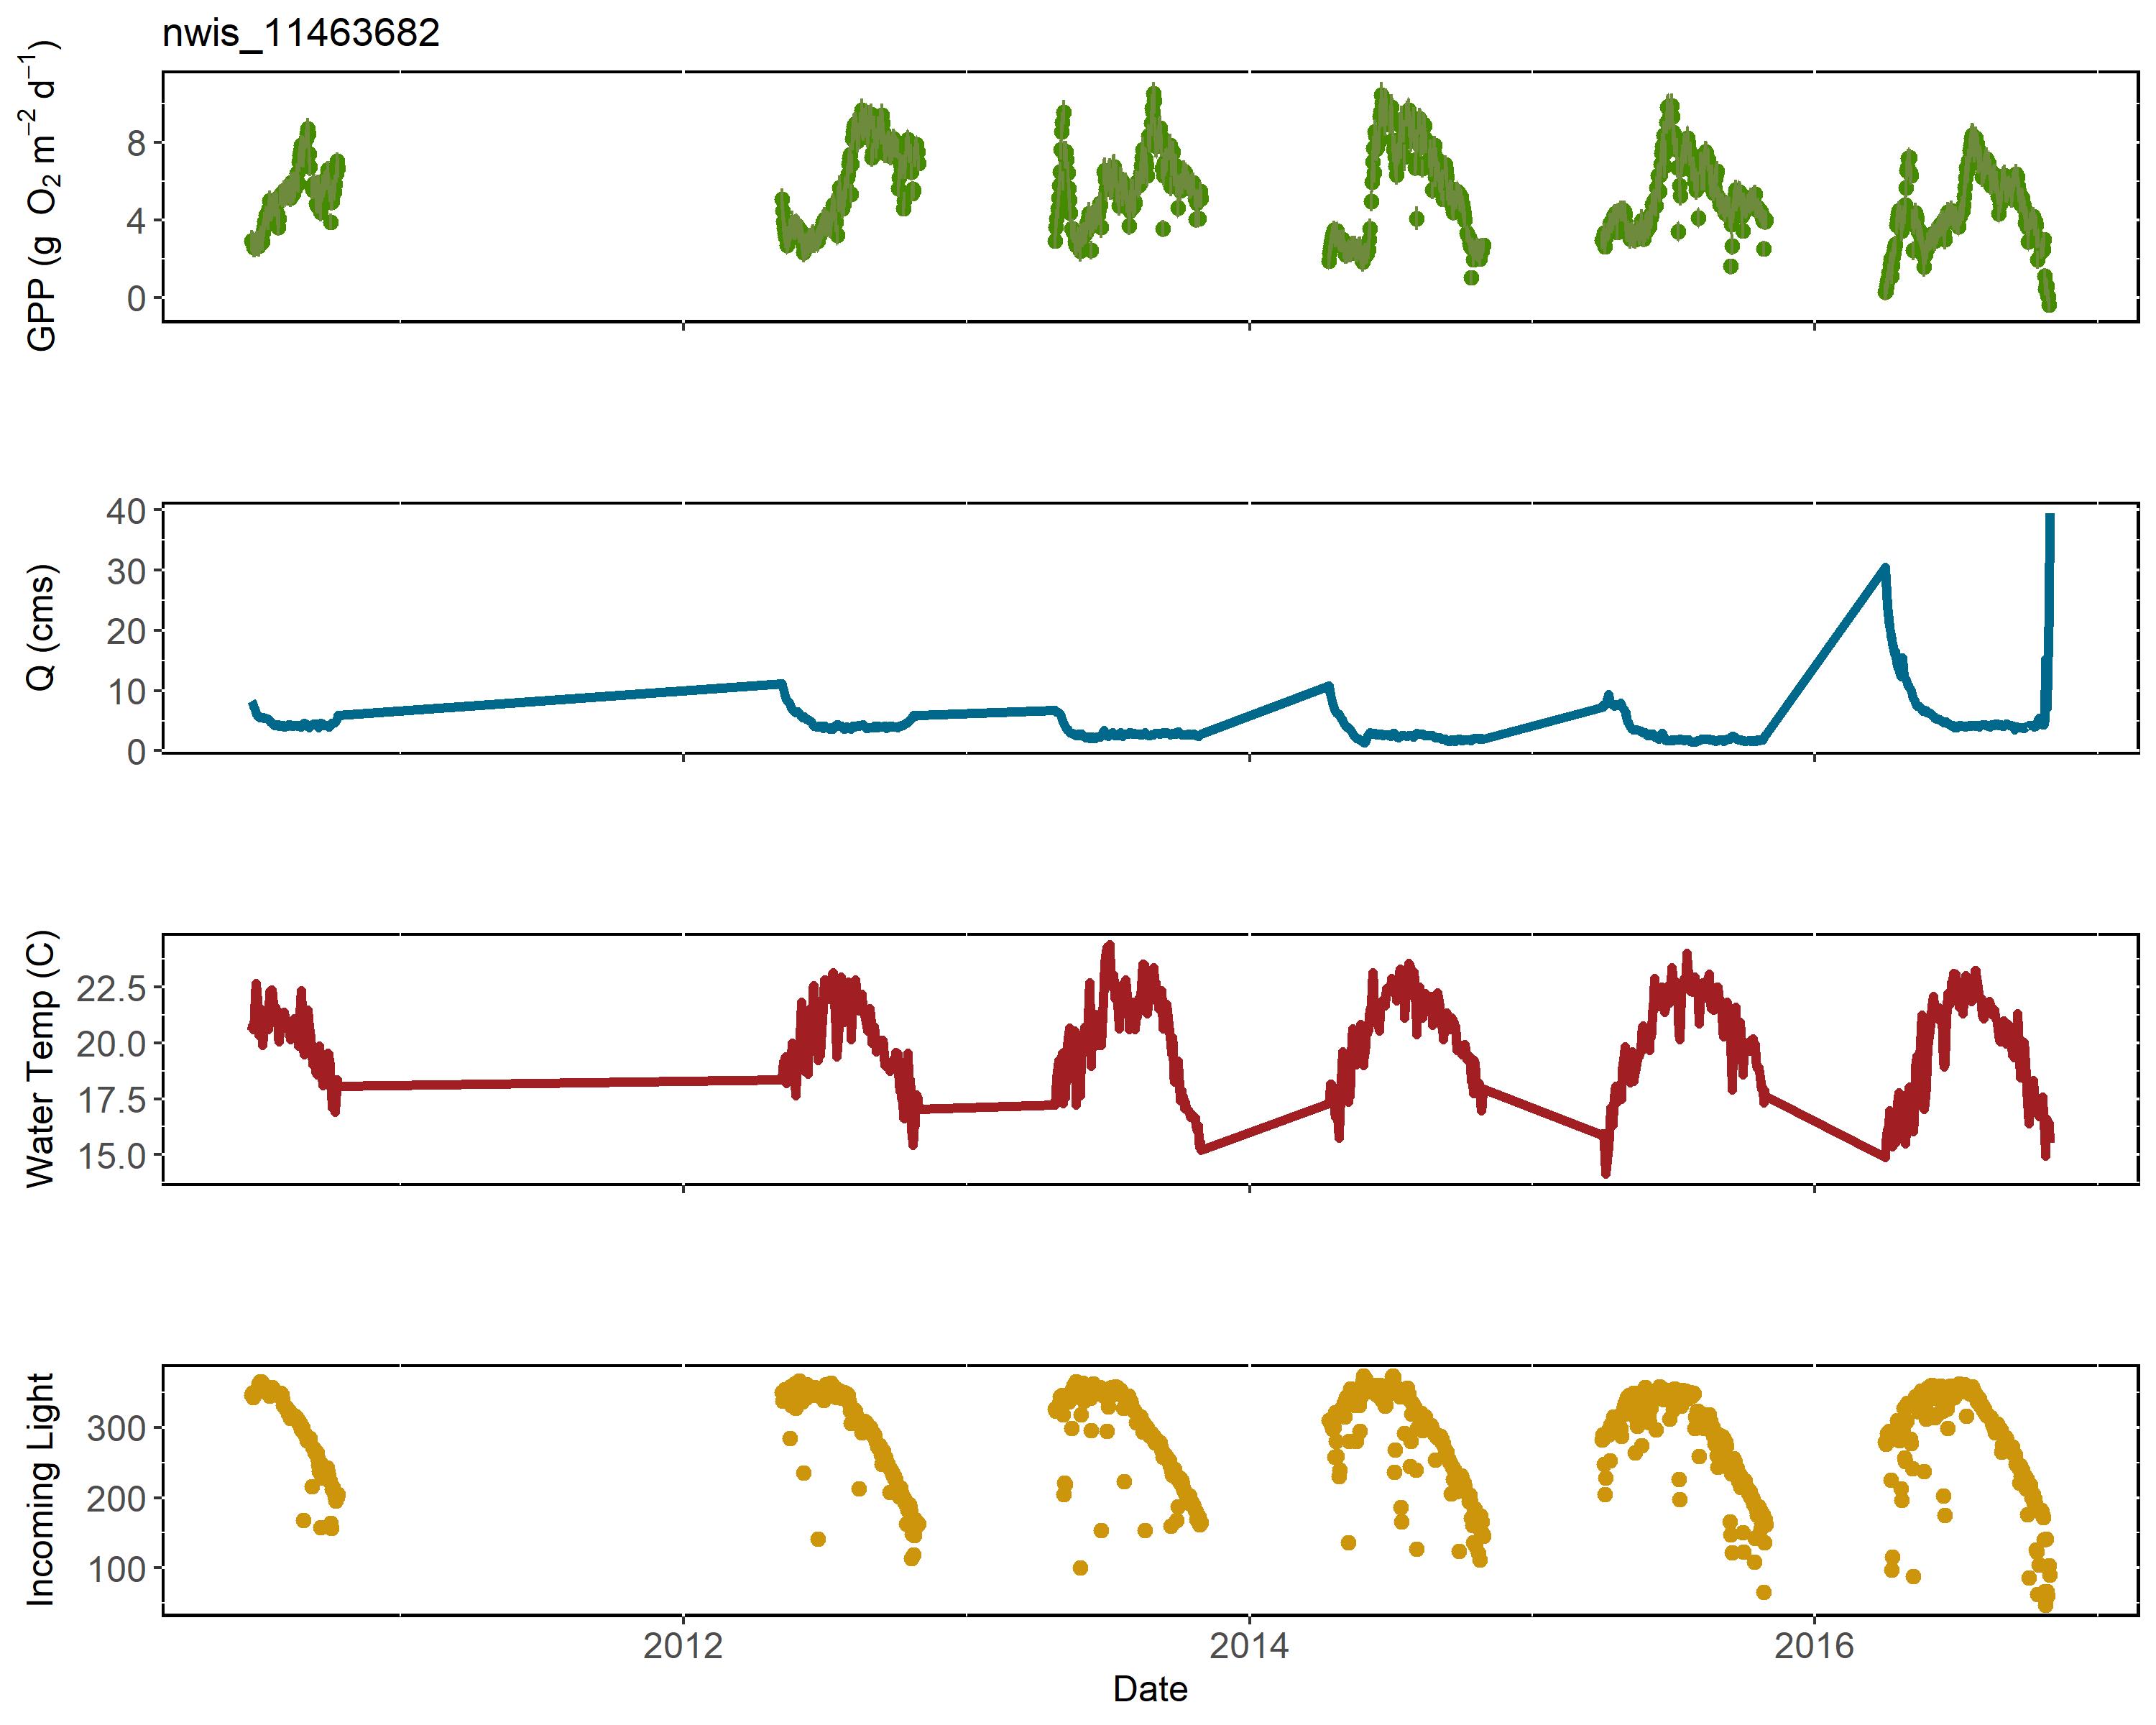 nwis_11463682
GPP (g O₂ m⁻² d⁻¹)
8
4
0
Q (cms)
40
30
20
10
0
Water Temp (C)
22.5
20.0
17.5
15.0
Incoming Light
300
200
100
2012 2014 2016
Date